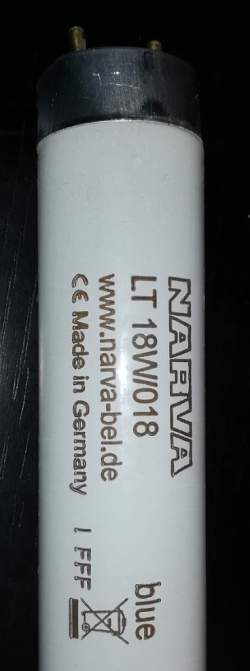 NARVA
LT 18W/018 blue
www.narva-bel.de
CE Made in Germany I FFF